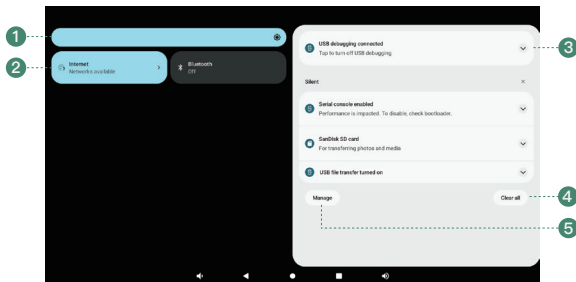 1
2
Internet
Networks available
Bluetooth
Off
USB debugging connected
Tap to turn off USB debugging
3
Silent
Serial console enabled
Performance is impacted. To disable, check bootloader.
SanDisk SD card
For transferring photos and media
USB file transfer turned on
Manage
Clear all
4
5